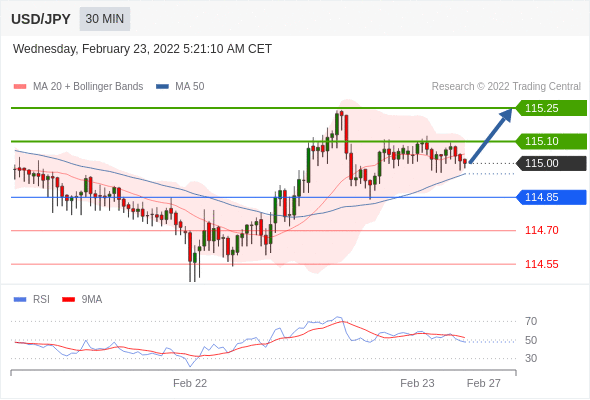 USD/JPY 30 MIN
Wednesday, February 23, 2022 5:21:10 AM CET
MA 20 + Bollinger Bands MA 50 Research © 2022 Trading Central
115.25
115.10
115.00
114.85
114.70
114.55
RSI 9MA
70
50
30
Feb 22 Feb 23 Feb 27